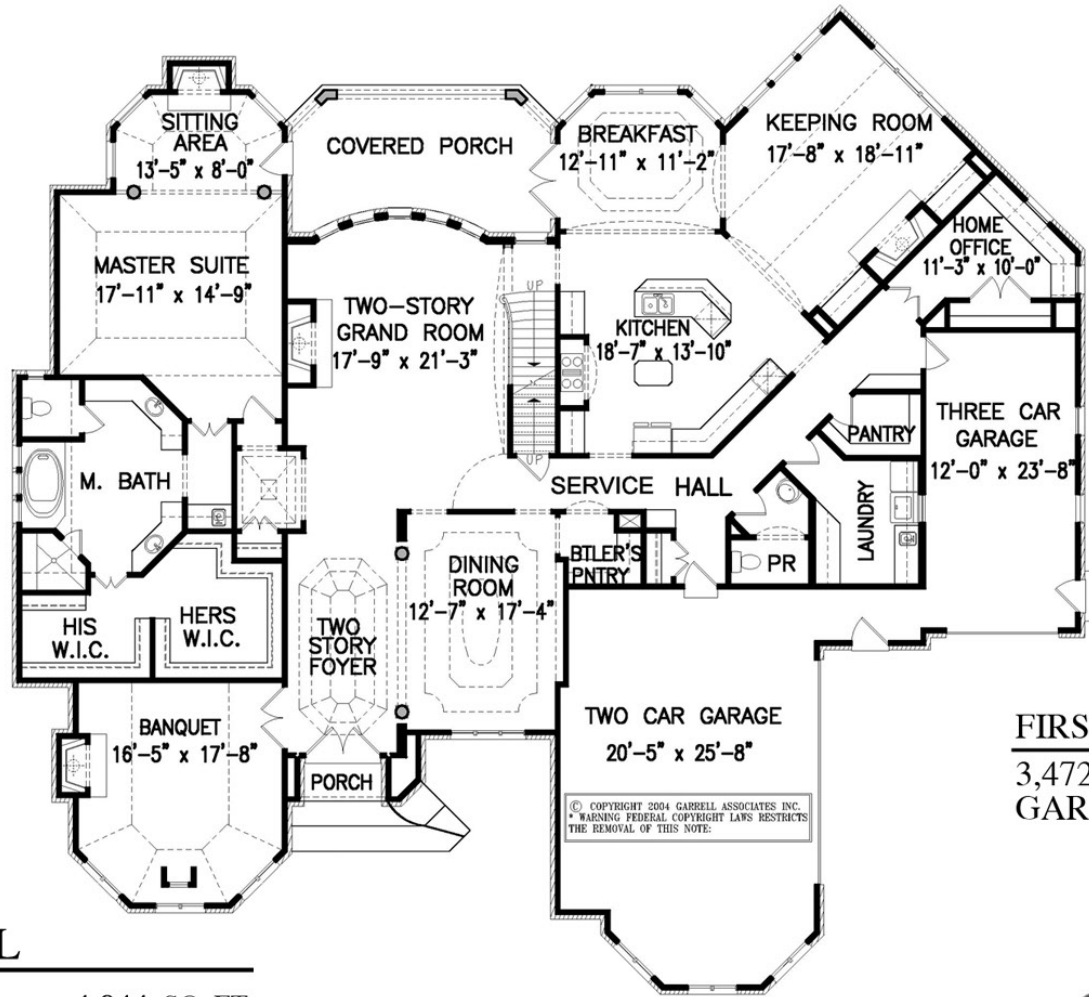 SITTING
AREA
13'-5" x 8'-0"
COVERED PORCH
BREAKFAST
12'-11" x 11'-2"
KEEPING ROOM
17'-8" x 18'-11"
HOME
OFFICE
11'-3" x 10'-0"
MASTER SUITE
17'-11" x 14'-9"
TWO-STORY
GRAND ROOM
17'-9" x 21'-3"
UP
KITCHEN
18'-7" x 13'-10"
THREE CAR
GARAGE
12'-0" x 23'-8"
PANTRY
M. BATH
UP
SERVICE HALL
LAUNDRY
BTLER'S
PNTRY
PR
DINING
ROOM
12'-7" x 17'-4"
HIS
W.I.C.
HERS
W.I.C.
TWO
STORY
FOYER
BANQUET
16'-5" x 17'-8"
PORCH
TWO CAR GARAGE
20'-5" x 25'-8"
© COPYRIGHT 2004 GARRELL ASSOCIATES INC.
* WARNING FEDERAL COPYRIGHT LAWS RESTRICTS
THE REMOVAL OF THIS NOTE:
FIRS
3,472
GAR
L